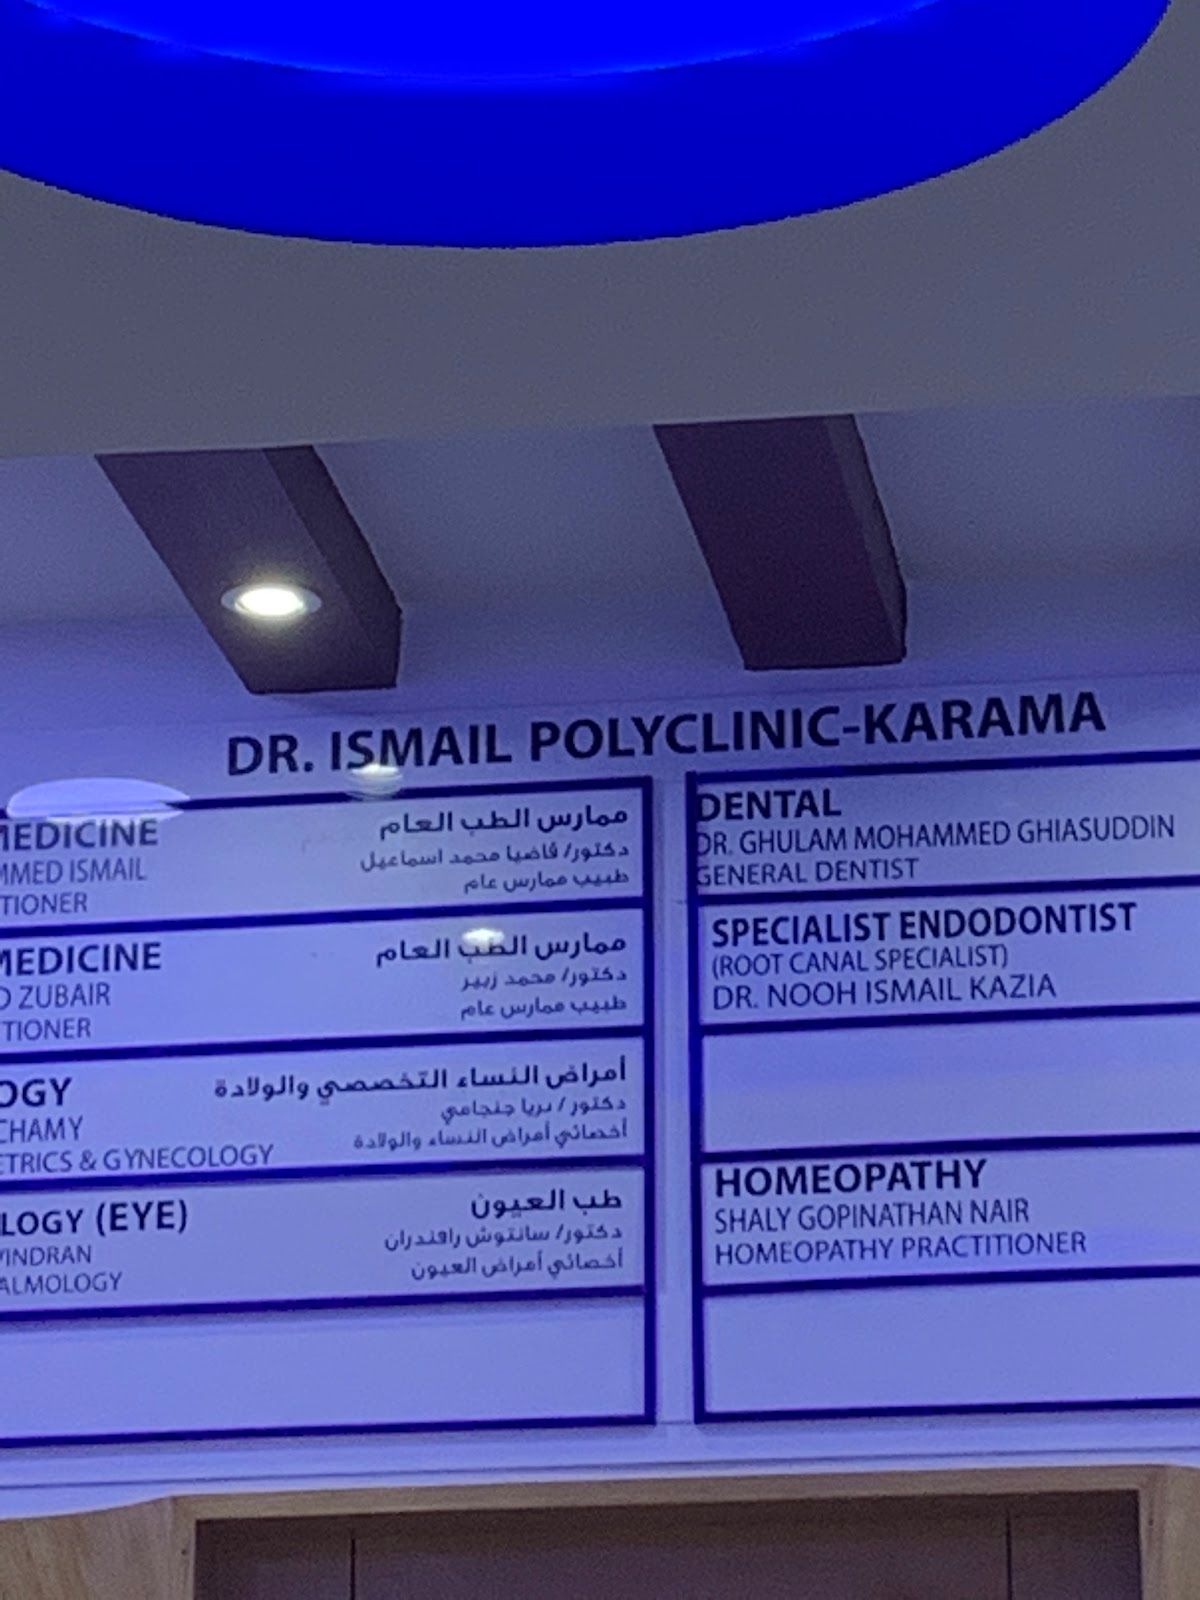 DR. ISMAIL POLYCLINIC-KARAMA
MEDICINE
ممارس الطب العام
MMED ISMAIL
دكتور/ قاضيا محمد اسماعيل
TIONER
طبيب ممارس عام
MEDICINE
ممارس الطب العام
D ZUBAIR
دكتور/ محمد زبير
TIONER
طبيب ممارس عام
OGY
أمراض النساء التخصصي والولادة
CHAMY
دكتور / بريا جنجامي
ETRICS & GYNECOLOGY
أخصائي أمراض النساء والولادة
LOGY (EYE)
طب العيون
VINDRAN
دكتور/ سانتوش رافندران
ALMOLOGY
أخصائي أمراض العيون
DENTAL
DR. GHULAM MOHAMMED GHIASUDDIN
GENERAL DENTIST
SPECIALIST ENDODONTIST
(ROOT CANAL SPECIALIST)
DR. NOOH ISMAIL KAZIA
HOMEOPATHY
SHALY GOPINATHAN NAIR
HOMEOPATHY PRACTITIONER